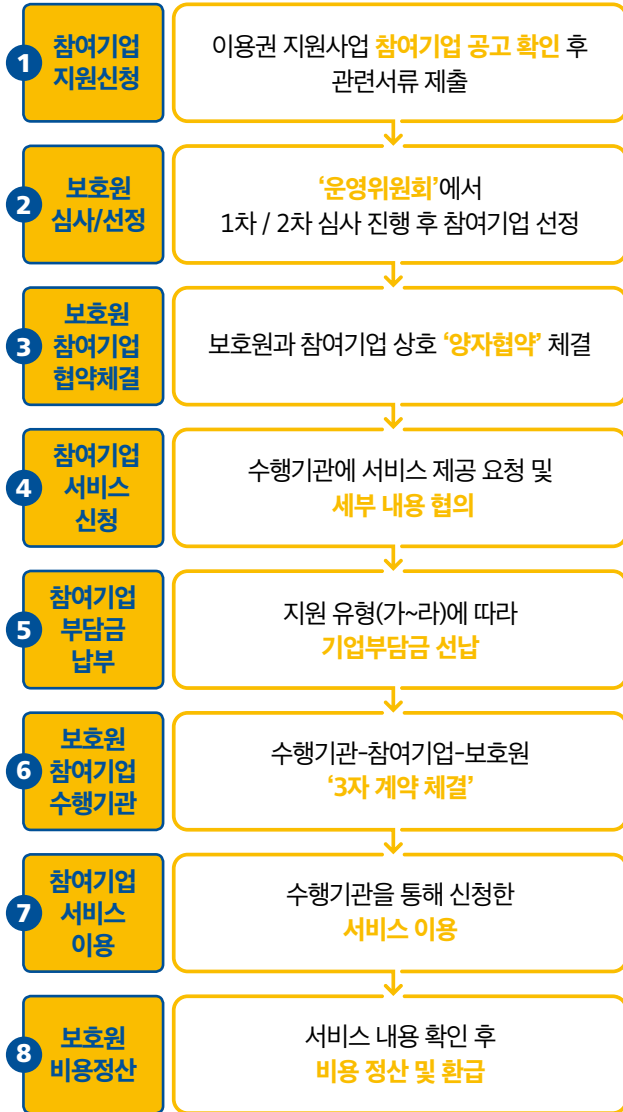 1
참여기업
지원신청
이용권 지원사업 참여기업 공고 확인 후
관련서류 제출
2
보호원
심사/선정
‘운영위원회’에서
1차 / 2차 심사 진행 후 참여기업 선정
3
보호원
참여기업
협약체결
보호원과 참여기업 상호 ‘양자협약’ 체결
4
참여기업
서비스
신청
수행기관에 서비스 제공 요청 및
세부 내용 협의
5
참여기업
부담금
납부
지원 유형(가~라)에 따라
기업부담금 선납
6
보호원
참여기업
수행기관
수행기관-참여기업-보호원
‘3자 계약 체결’
7
참여기업
서비스
이용
수행기관을 통해 신청한
서비스 이용
8
보호원
비용정산
서비스 내용 확인 후
비용 정산 및 환급